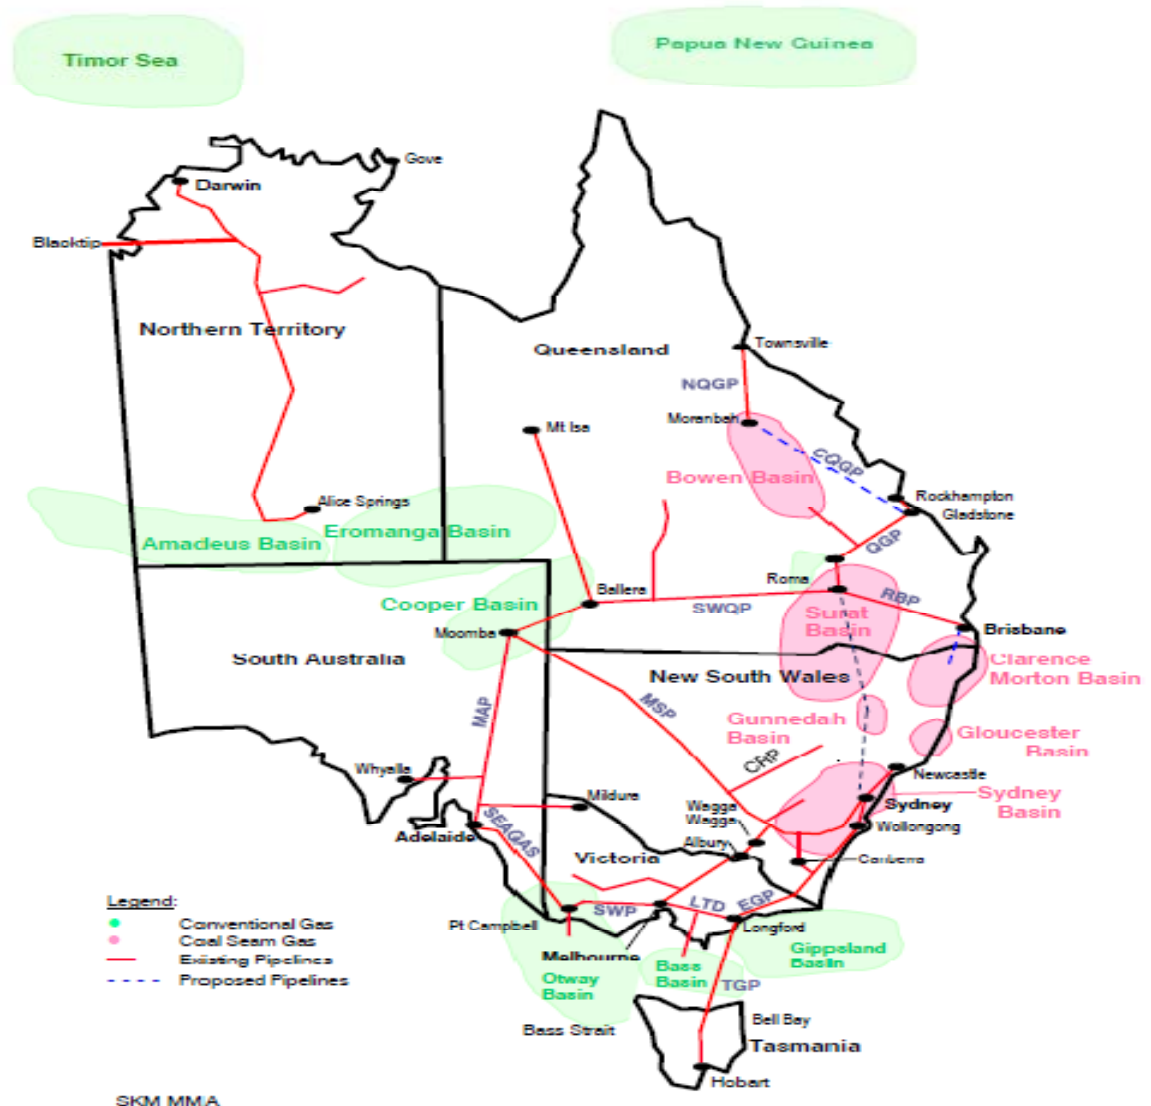 Timor Sea
Papua New Guinea
Gove
Darwin
Blacktip
Northern Territory
Queensland
Townsville
NQGP
Moranbah
Mt Isa
CQGP
Bowen Basin
Rockhampton
Gladstone
Alice Springs
Eromanga Basin
Amadeus Basin
QGP
Roma
Ballera
Cooper Basin
SWQP
RBP
Surat
Basin
Moomba
Brisbane
South Australia
New South Wales
Clarence
Morton Basin
MAP
MSP
Gunnedah
Basin
Gloucester
Basin
CRP
Whyalla
Newcastle
Mildura
Sydney
Basin
Sydney
Wagga
Wagga
Wollongong
Adelaide
SEAGAS
Albury
Victoria
Canberra
Legend:
Conventional Gas
Coal Seam Gas
Existing Pipelines
Proposed Pipelines
SWP
LTD
EGP
Pt Campbell
Longford
Melbourne
Gippsland
Basin
Otway
Basin
Bass
Basin
TGP
Bass Strait
Bell Bay
Tasmania
Hobart
SKM MMA